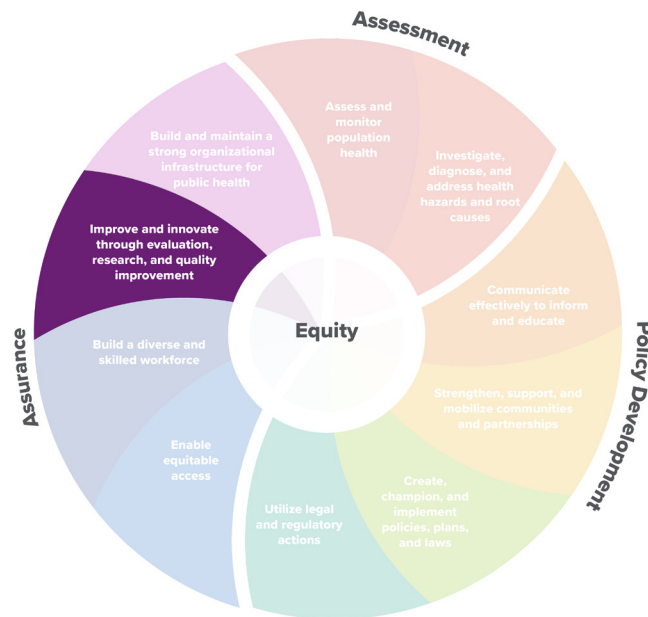 Assessment
Assess and
monitor
population
health
Investigate,
diagnose, and
address health
hazards and root
causes
Policy Development
Communicate
effectively to inform
and educate
Strengthen, support, and
mobilize communities
and partnerships
Create,
champion, and
implement
policies, plans,
and laws
Utilize legal
and regulatory
actions
Assurance
Enable
equitable
access
Build a diverse and
skilled workforce
Improve and innovate
through evaluation,
research, and quality
improvement
Build and maintain a
strong organizational
infrastructure for
public health
Equity